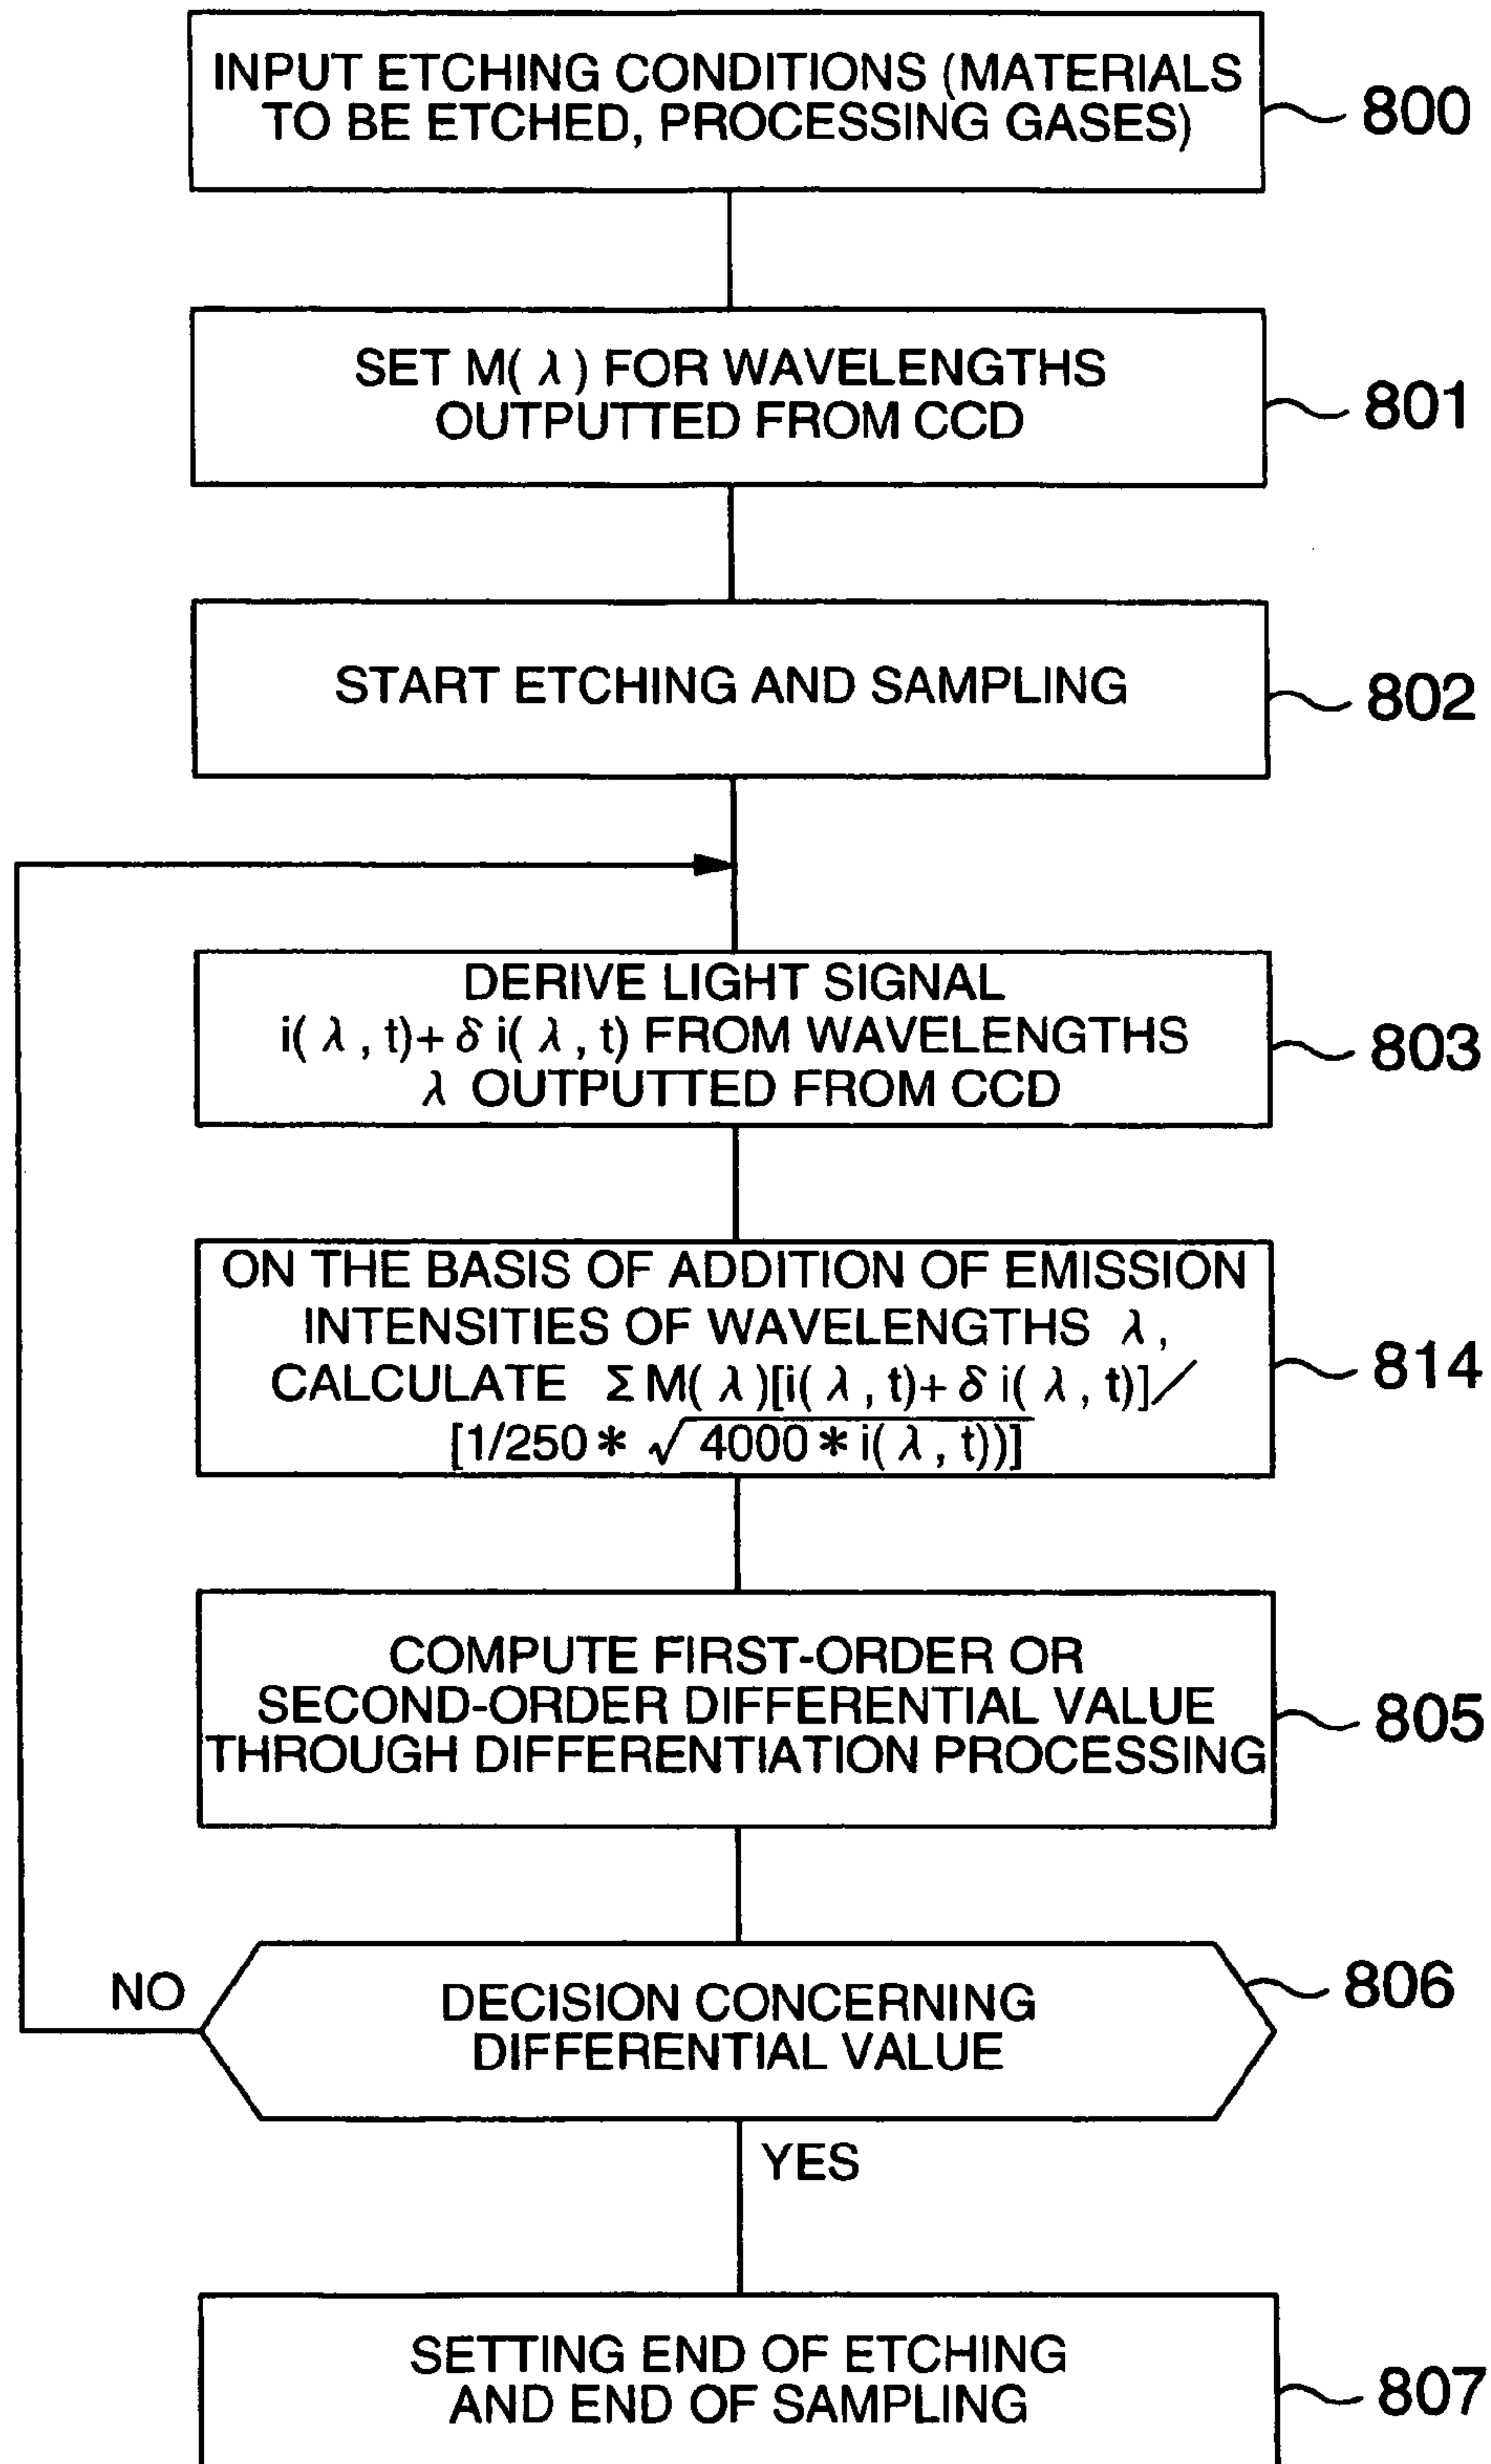 INPUT ETCHING CONDITIONS (MATERIALS
TO BE ETCHED, PROCESSING GASES)
800
SET M( λ ) FOR WAVELENGTHS
OUTPUTTED FROM CCD
801
START ETCHING AND SAMPLING
802
DERIVE LIGHT SIGNAL
i( λ , t)+ δ i( λ , t) FROM WAVELENGTHS
λ OUTPUTTED FROM CCD
803
ON THE BASIS OF ADDITION OF EMISSION
INTENSITIES OF WAVELENGTHS λ ,
CALCULATE Σ M( λ )[i( λ , t)+ δ i( λ , t)]/
[1/250 * √ 4000 * i( λ , t))]
814
COMPUTE FIRST-ORDER OR
SECOND-ORDER DIFFERENTIAL VALUE
THROUGH DIFFERENTIATION PROCESSING
805
NO
DECISION CONCERNING
DIFFERENTIAL VALUE
806
YES
SETTING END OF ETCHING
AND END OF SAMPLING
807